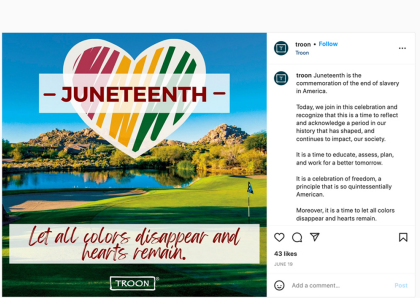 – JUNETEENTH –
Let all colors disappear and
hearts remain.
TROON®
troon • Follow
Troon
troon Juneteenth is the
commemoration of the end of slavery
in America.
Today, we join in this celebration and
recognize that this is a time to reflect
and acknowledge a period in our
history that has shaped, and
continues to impact, our society.
It is a time to educate, assess, plan,
and work for a better tomorrow.
It is a celebration of freedom, a
principle that is so quintessentially
American.
Moreover, it is a time to let all colors
disappear and hearts remain.
43 likes
JUNE 19
Add a comment...
Post